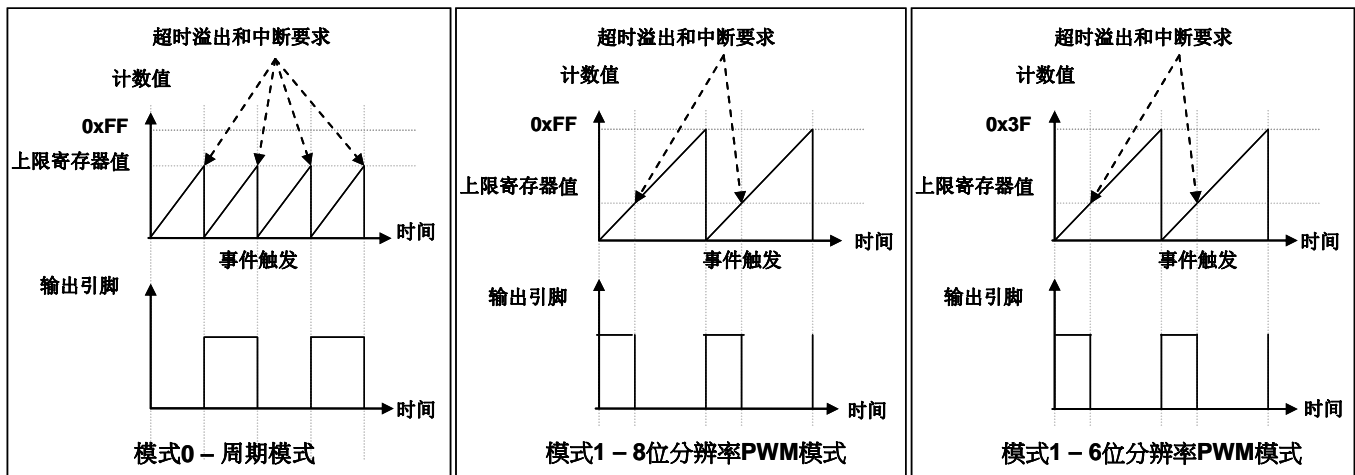 超时溢出和中断要求
计数值
0xFF
上限寄存器值
时间
事件触发
输出引脚
时间
模式0 – 周期模式
超时溢出和中断要求
计数值
0xFF
上限寄存器值
时间
事件触发
输出引脚
时间
模式1 – 8位分辨率PWM模式
超时溢出和中断要求
计数值
0x3F
上限寄存器值
时间
事件触发
输出引脚
时间
模式1 – 6位分辨率PWM模式